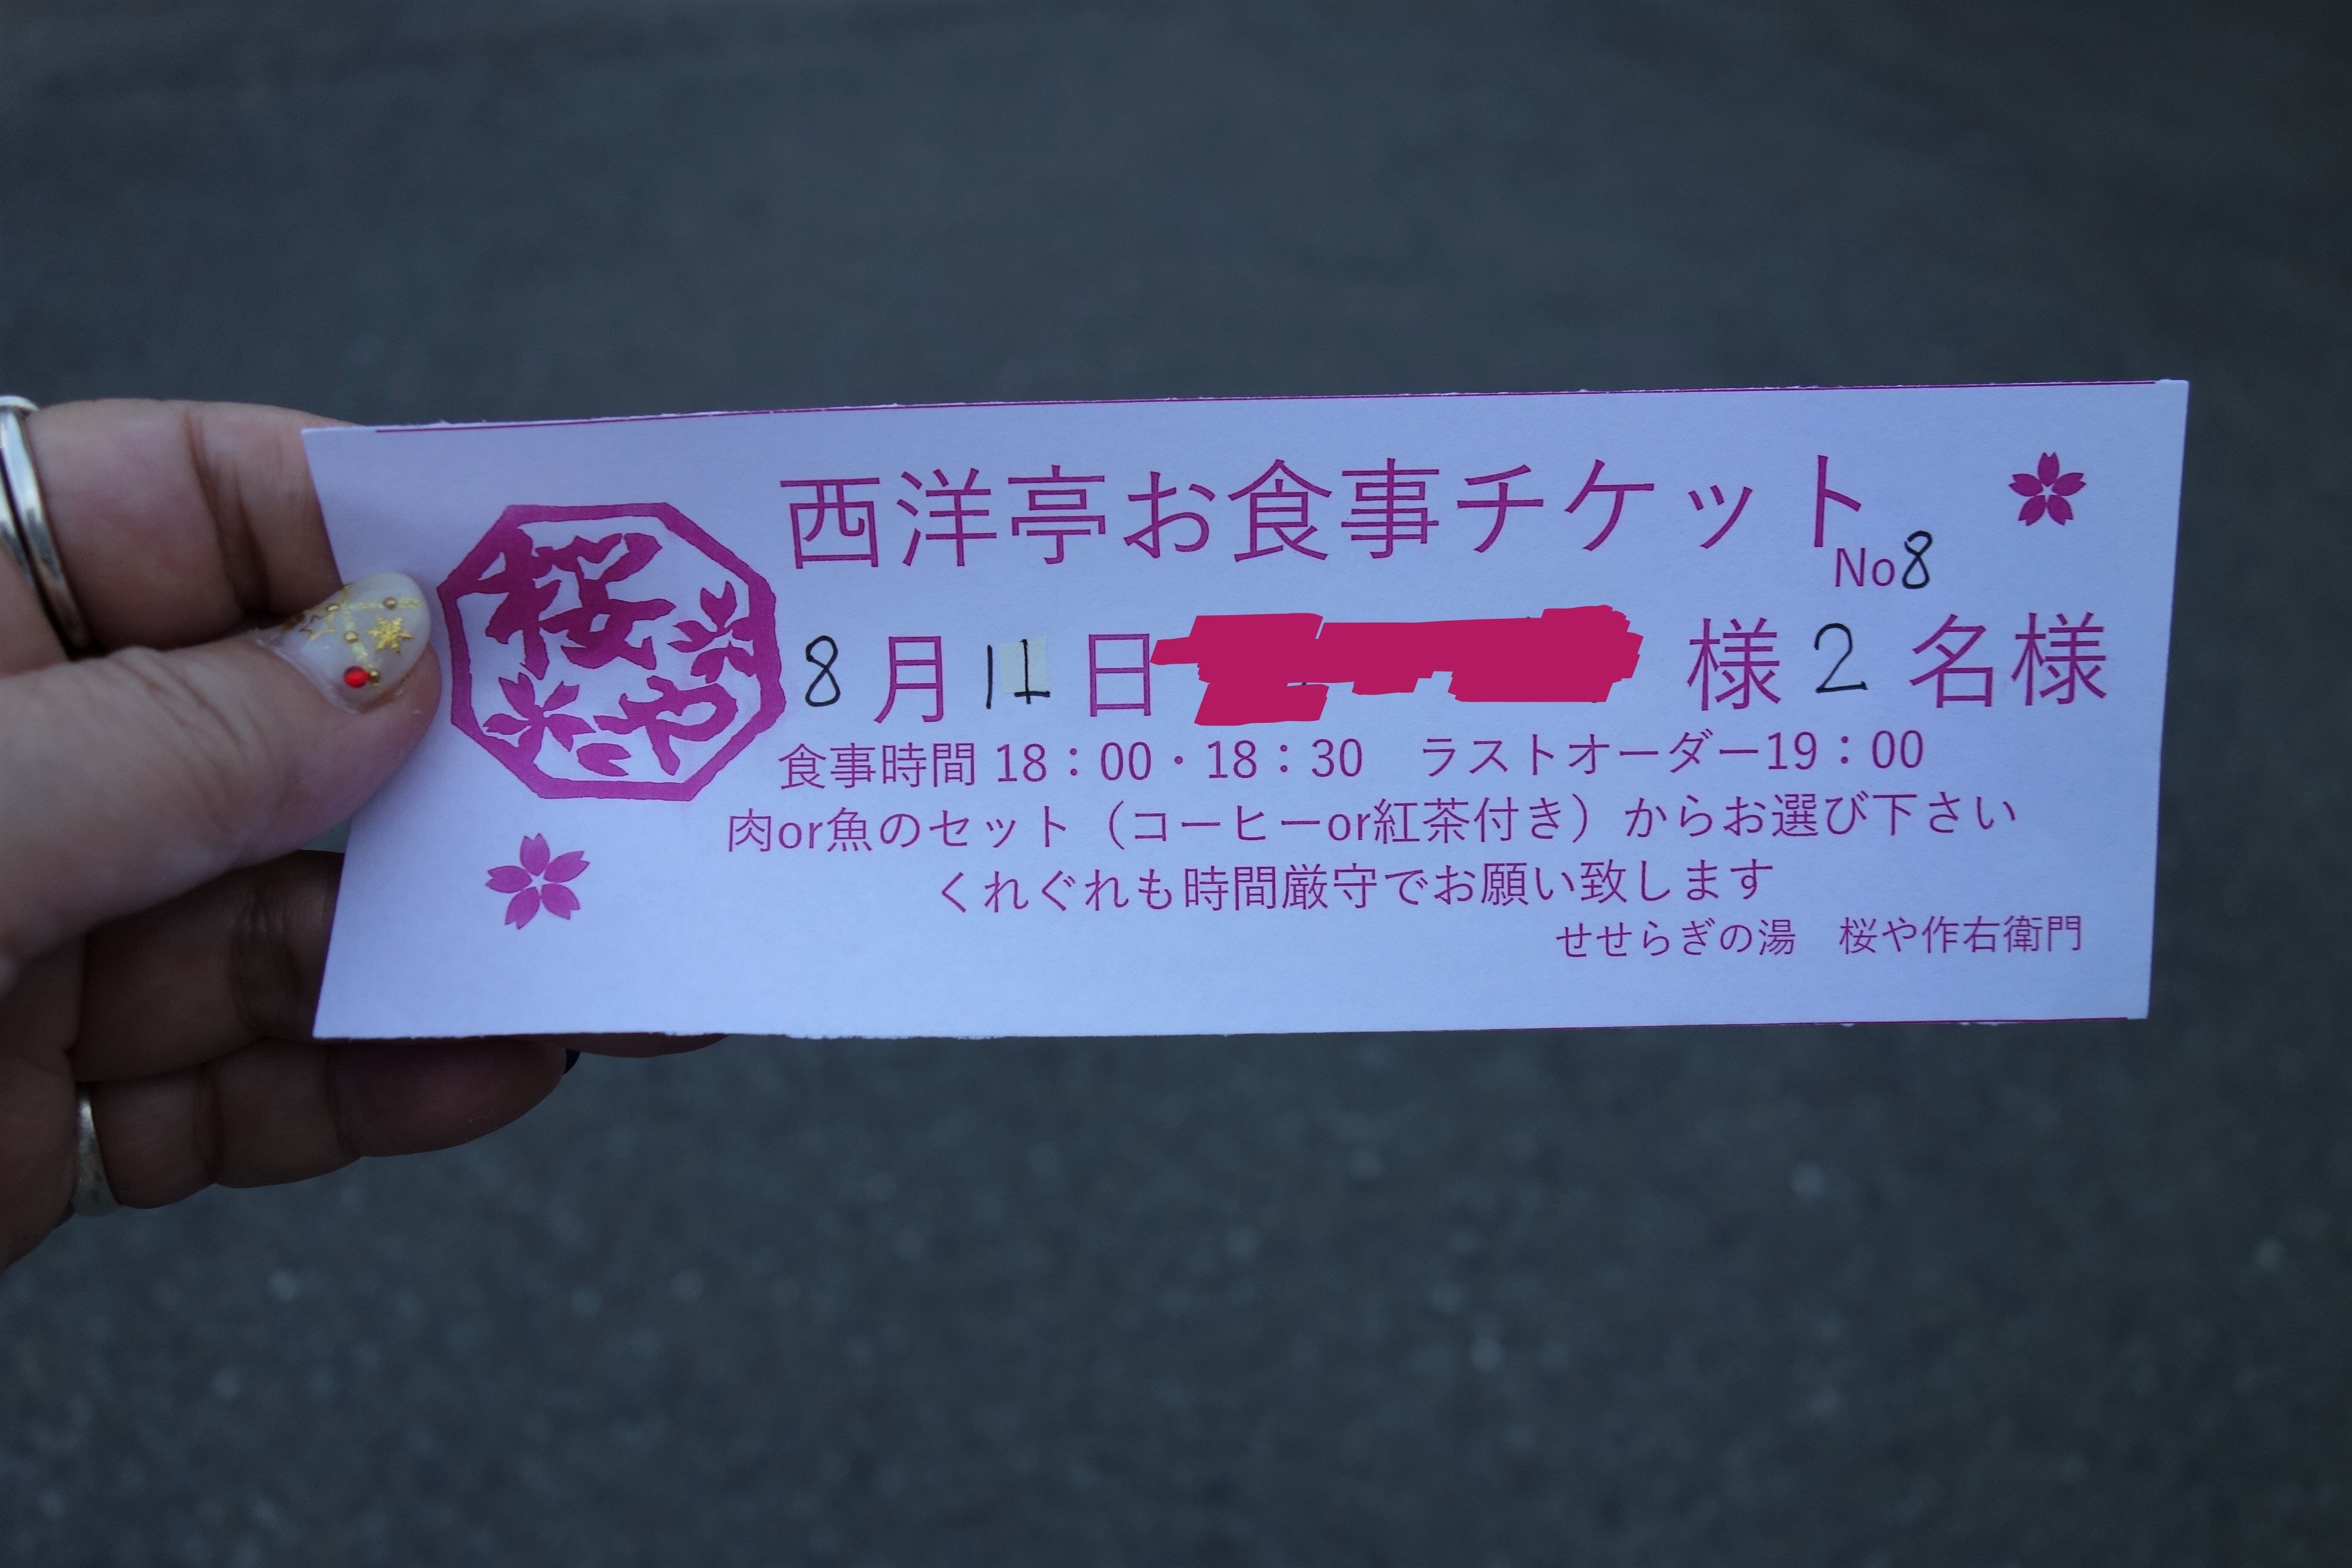 西洋亭お食事チケット
No8
桜や
8月11日 様2名様
食事時間 18：00・18：30　ラストオーダー19：00
肉or魚のセット（コーヒーor紅茶付き）からお選び下さい
くれぐれも時間厳守でお願い致します
せせらぎの湯　桜や作右衛門